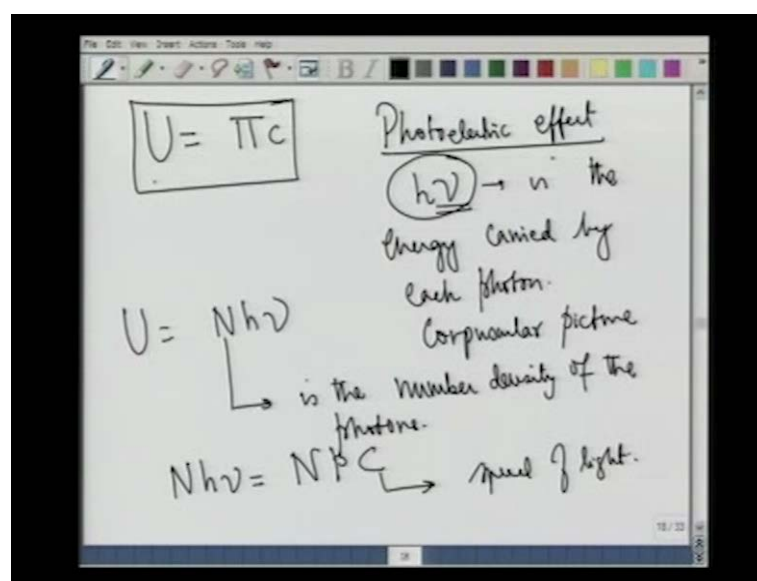 File Edit View Insert Actions Tools Help
B I
U = Πc
Photoelectric effect
hν → is the
energy carried by
each photon.
Corpuscular picture
U = Nhν
is the number density of the
photons.
Nhν = NpC → speed of light.
18 / 33
18